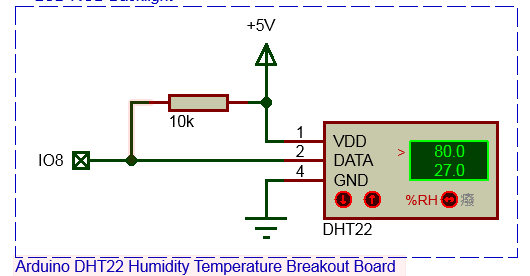 +5V
10k
IO8
1
2
4
VDD
DATA
GND
>
80.0
27.0
%RH
癈
DHT22
Arduino DHT22 Humidity Temperature Breakout Board